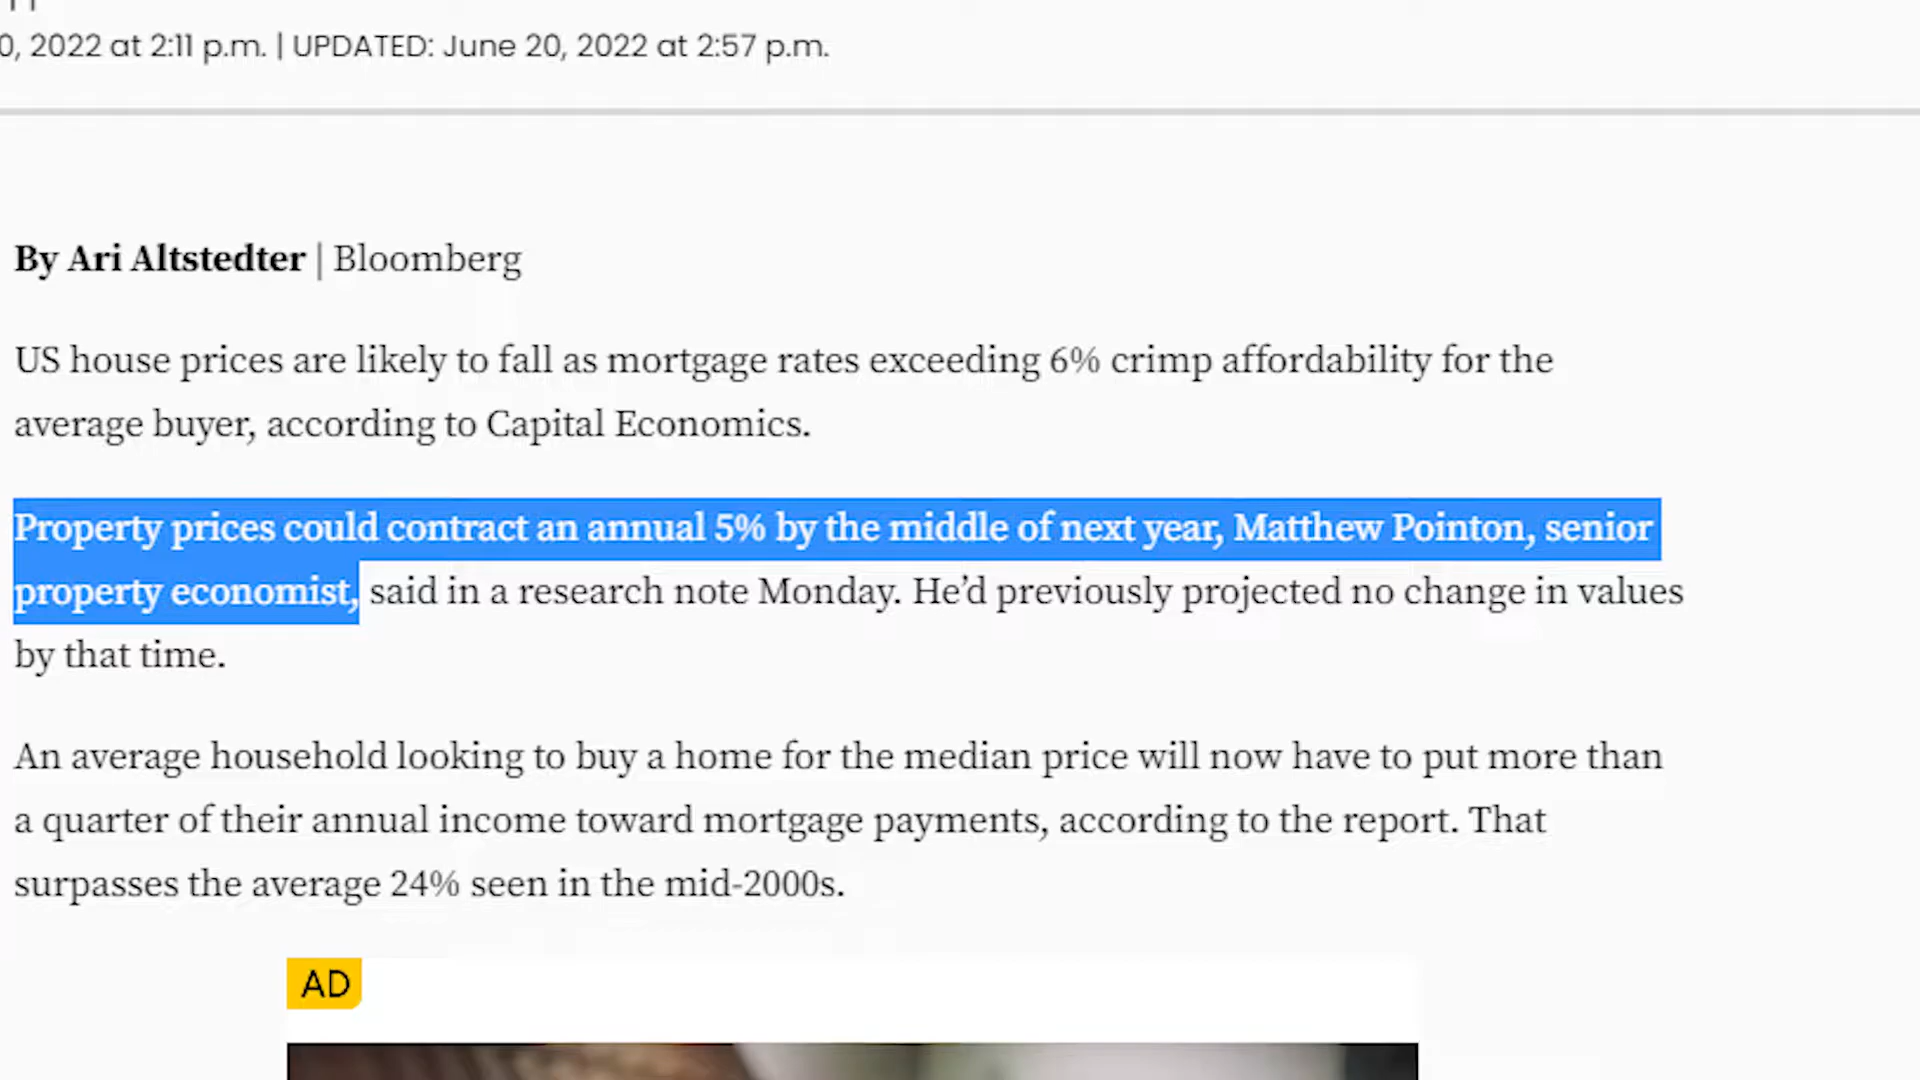 0, 2022 at 2:11 p.m. | UPDATED: June 20, 2022 at 2:57 p.m.
By Ari Altstedter | Bloomberg
US house prices are likely to fall as mortgage rates exceeding 6% crimp affordability for the
average buyer, according to Capital Economics.
Property prices could contract an annual 5% by the middle of next year, Matthew Pointon, senior
property economist, said in a research note Monday. He’d previously projected no change in values
by that time.
An average household looking to buy a home for the median price will now have to put more than
a quarter of their annual income toward mortgage payments, according to the report. That
surpasses the average 24% seen in the mid-2000s.
AD